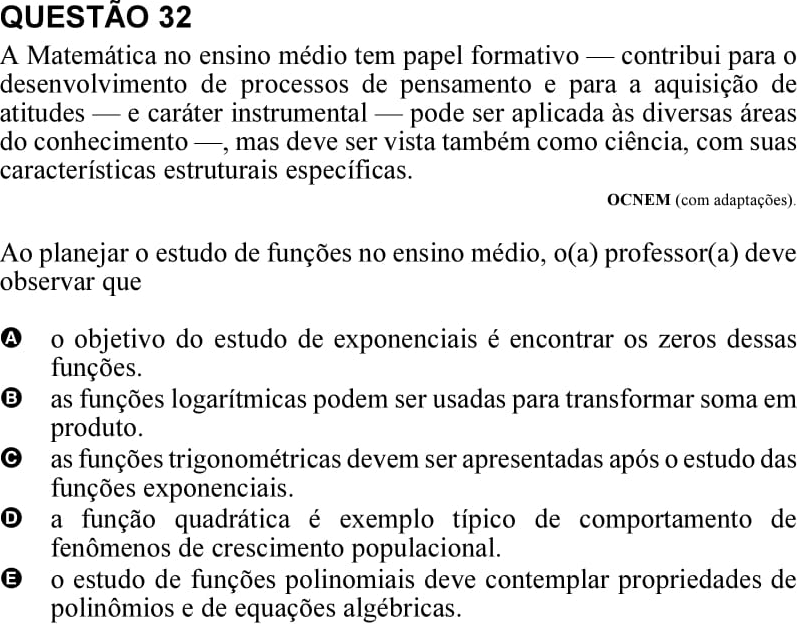 QUESTÃO 32
A Matemática no ensino médio tem papel formativo — contribui para o
desenvolvimento de processos de pensamento e para a aquisição de
atitudes — e caráter instrumental — pode ser aplicada às diversas áreas
do conhecimento —, mas deve ser vista também como ciência, com suas
características estruturais específicas.
OCNEM (com adaptações).
Ao planejar o estudo de funções no ensino médio, o(a) professor(a) deve
observar que
A o objetivo do estudo de exponenciais é encontrar os zeros dessas
funções.
B as funções logarítmicas podem ser usadas para transformar soma em
produto.
C as funções trigonométricas devem ser apresentadas após o estudo das
funções exponenciais.
D a função quadrática é exemplo típico de comportamento de
fenômenos de crescimento populacional.
E o estudo de funções polinomiais deve contemplar propriedades de
polinômios e de equações algébricas.